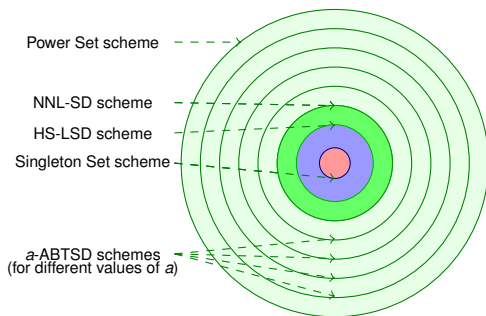 Power Set scheme
NNL-SD scheme
HS-LSD scheme
Singleton Set scheme
a-ABTSD schemes
(for different values of a)